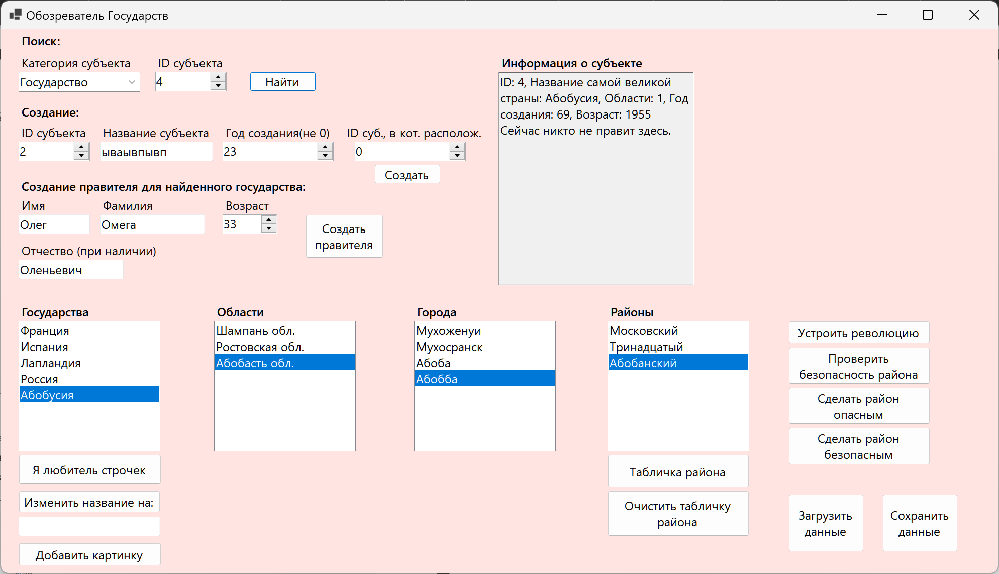 Обозреватель Государств
Поиск:
Категория субъекта
ID субъекта
Государство
4
Найти
Информация о субъекте
ID: 4, Название самой великой
страны: Абобусия, Области: 1, Год
создания: 69, Возраст: 1955
Сейчас никто не правит здесь.
Создание:
ID субъекта
Название субъекта
Год создания(не 0)
ID суб., в кот. располож.
2
ываывпывп
23
0
Создать
Создание правителя для найденного государства:
Имя
Фамилия
Возраст
Олег
Омега
33
Создать
правителя
Отчество (при наличии)
Оленьевич
Государства
Франция
Испания
Лапландия
Россия
Абобусия
Области
Шампань обл.
Ростовская обл.
Абобасть обл.
Города
Мухоженуи
Мухосранск
Абоба
Абобба
Районы
Московский
Тринадцатый
Абобанский
Устроить революцию
Проверить
безопасность района
Сделать район
опасным
Сделать район
безопасным
Я любитель строчек
Изменить название на:
Добавить картинку
Табличка района
Очистить табличку
района
Загрузить
данные
Сохранить
данные